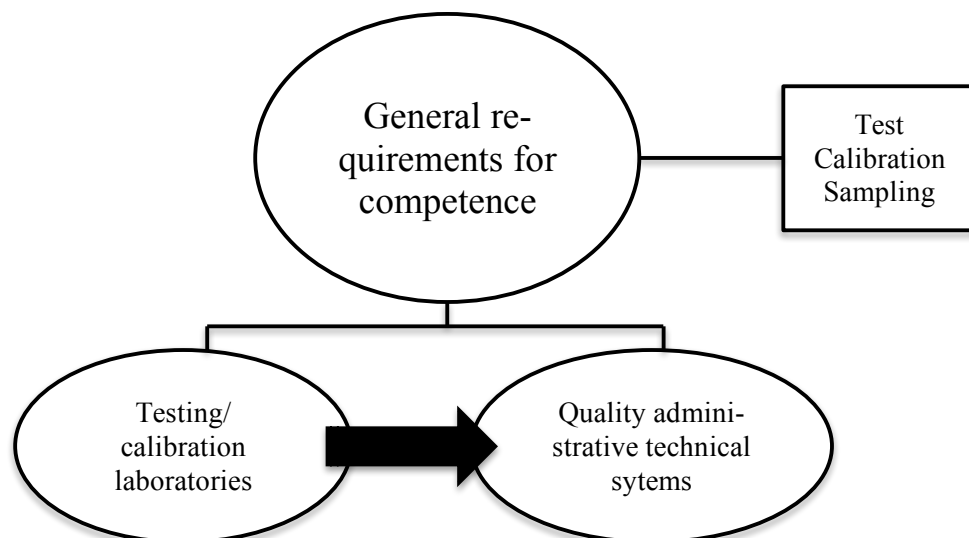 General re-
quirements for
competence
Test
Calibration
Sampling
Testing/
calibration
laboratories
Quality admini-
strative technical
sytems